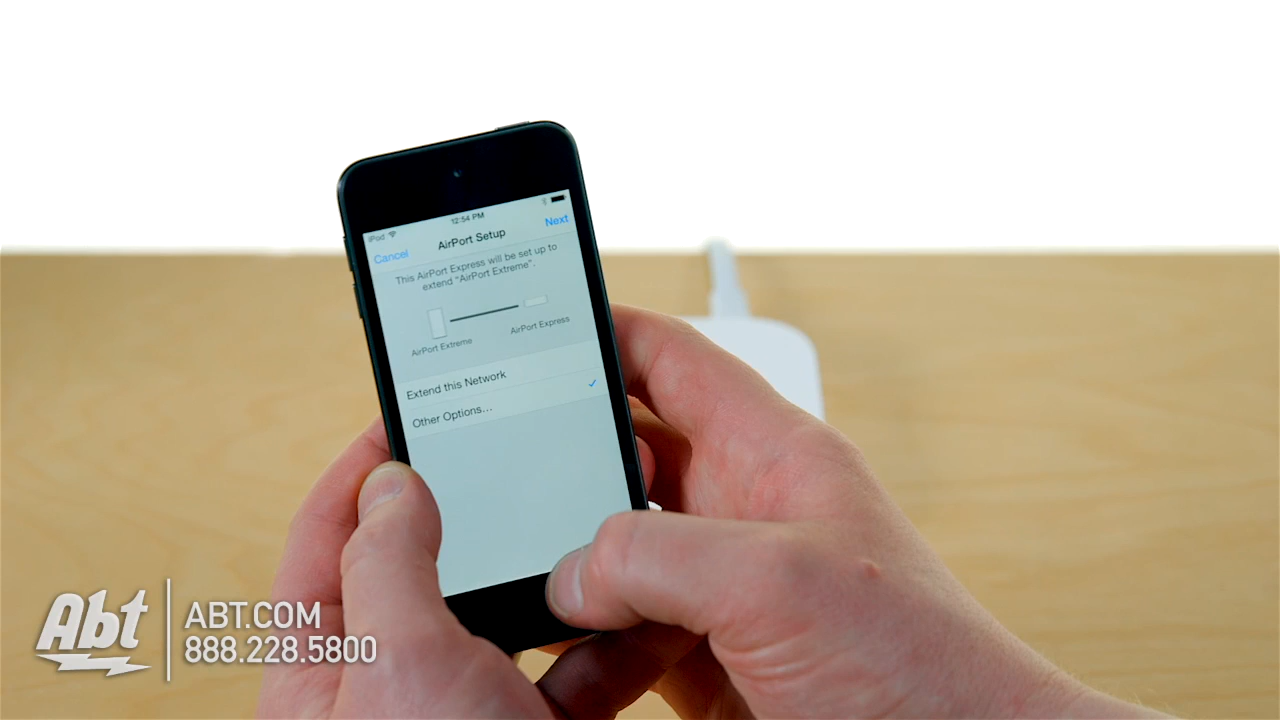 iPod
12:54 PM
Cancel
AirPort Setup
Next
This AirPort Express will be set up to
extend "AirPort Extreme".
AirPort Extreme
AirPort Express
Extend this Network
Other Options...
Abt
ABT.COM
888.228.5800